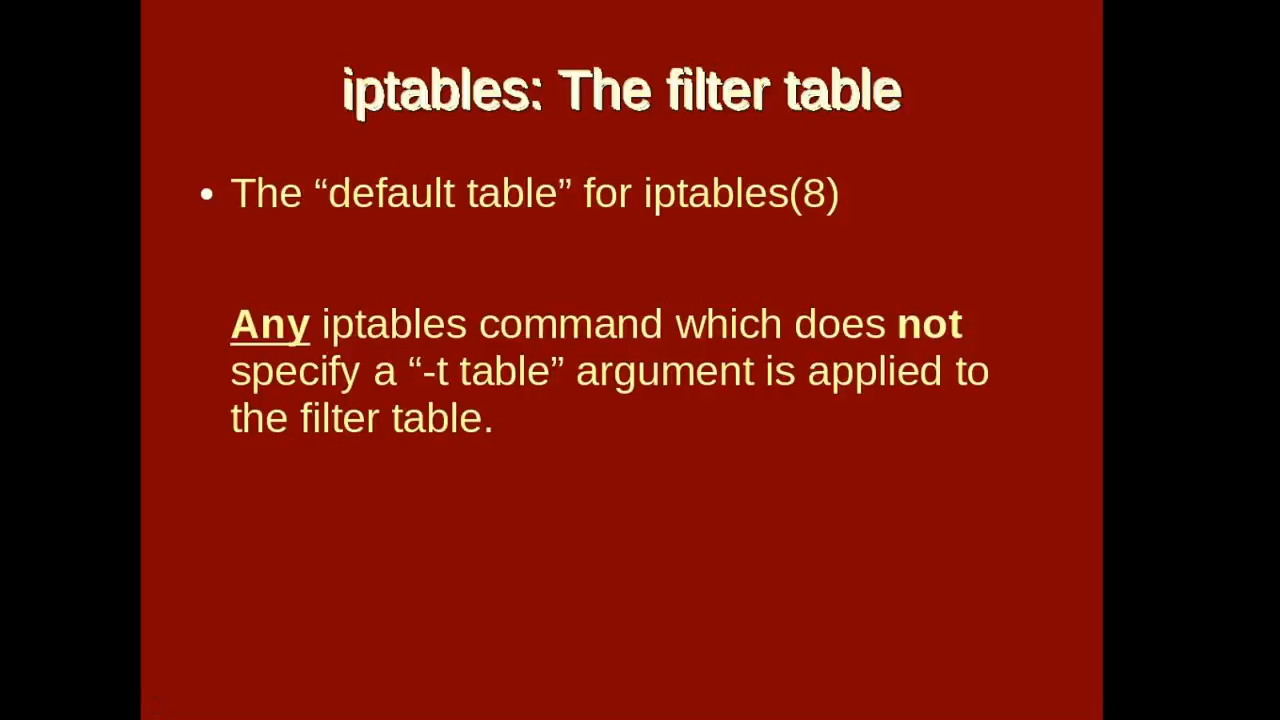 iptables: The filter table
• The “default table” for iptables(8)
Any iptables command which does not
specify a “-t table” argument is applied to
the filter table.